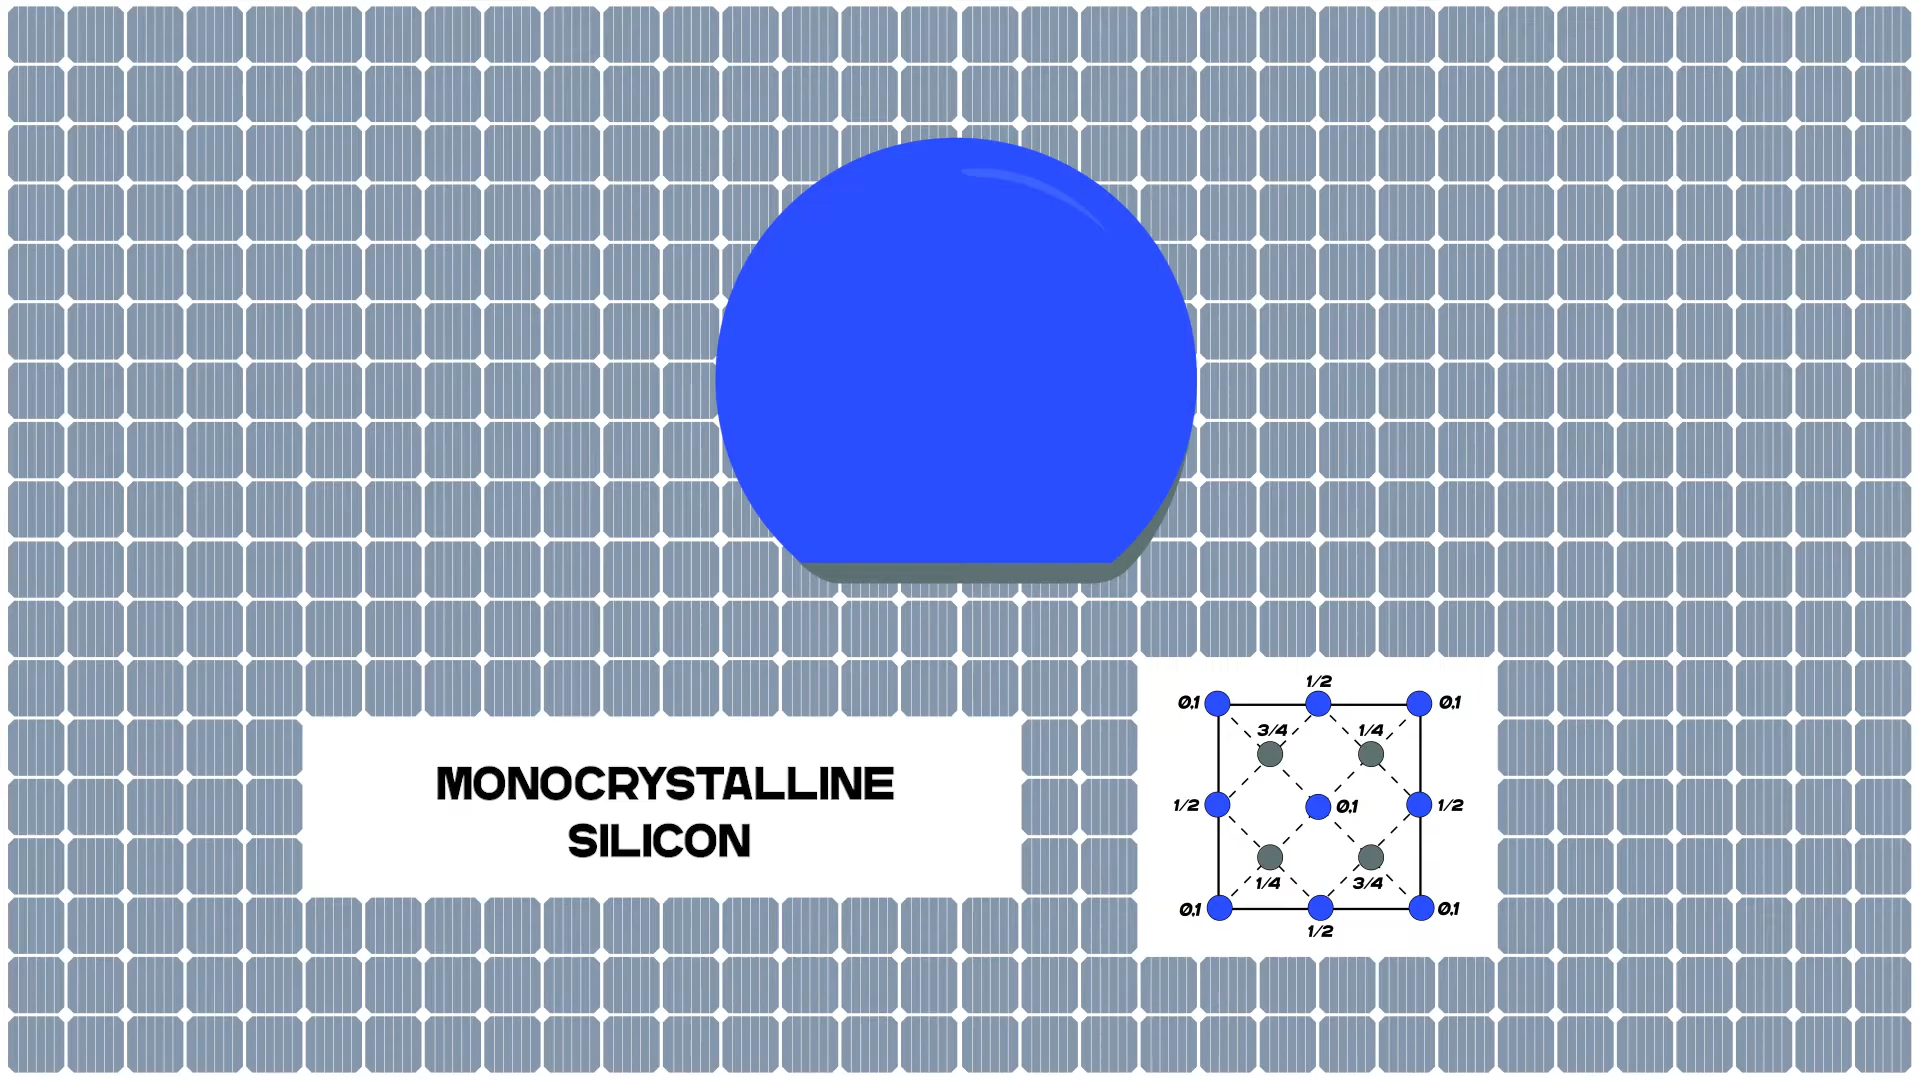 MONOCRYSTALLINE
SILICON
1/2
0,1 0,1
3/4 1/4
1/2 0,1 1/2
1/4 3/4
0,1 0,1
1/2